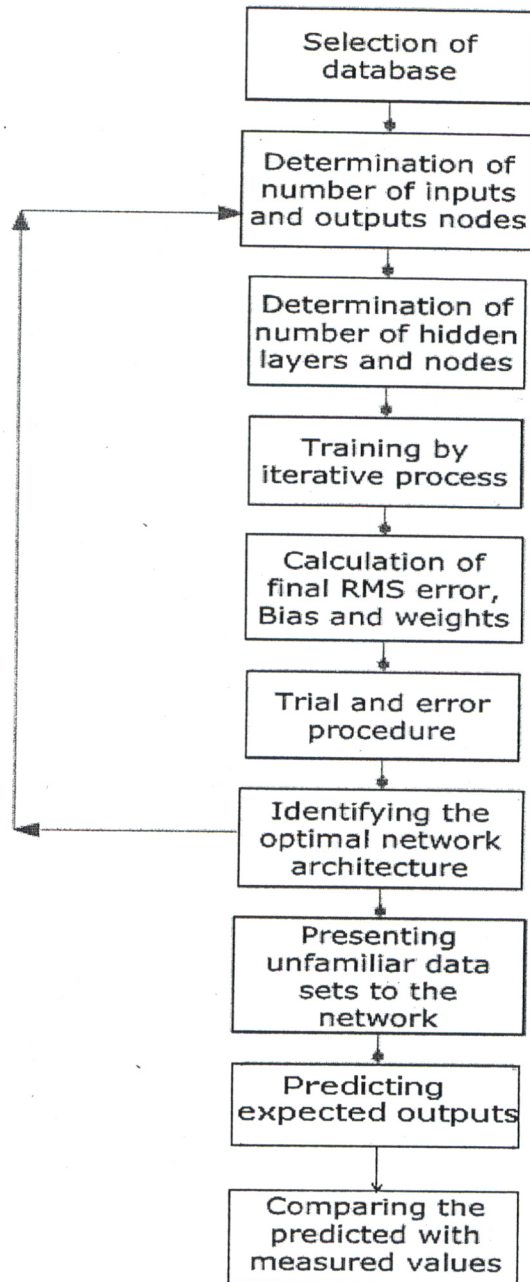 Selection of
database
Determination of
number of inputs
and outputs nodes
Determination of
number of hidden
layers and nodes
Training by
iterative process
Calculation of
final RMS error,
Bias and weights
Trial and error
procedure
Identifying the
optimal network
architecture
Presenting
unfamiliar data
sets to the
network
Predicting
expected outputs
Comparing the
predicted with
measured values